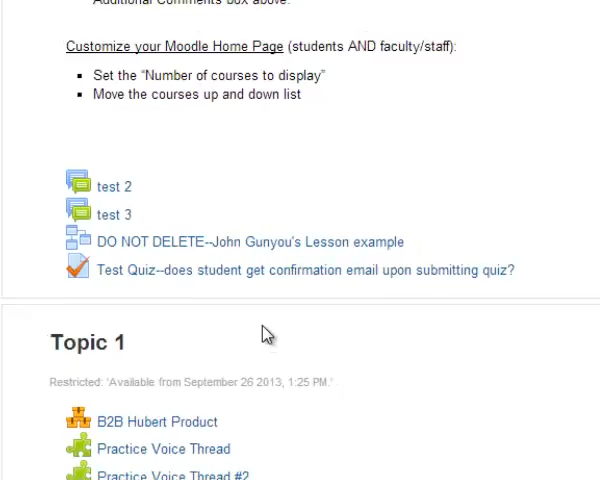 Additional Comments box above.
Customize your Moodle Home Page (students AND faculty/staff):
Set the “Number of courses to display”
Move the courses up and down list
test 2
test 3
DO NOT DELETE--John Gunyou's Lesson example
Test Quiz--does student get confirmation email upon submitting quiz?
Topic 1
Restricted: ‘Available from September 26 2013, 1:25 PM.’
B2B Hubert Product
Practice Voice Thread
Practice Voice Thread #2